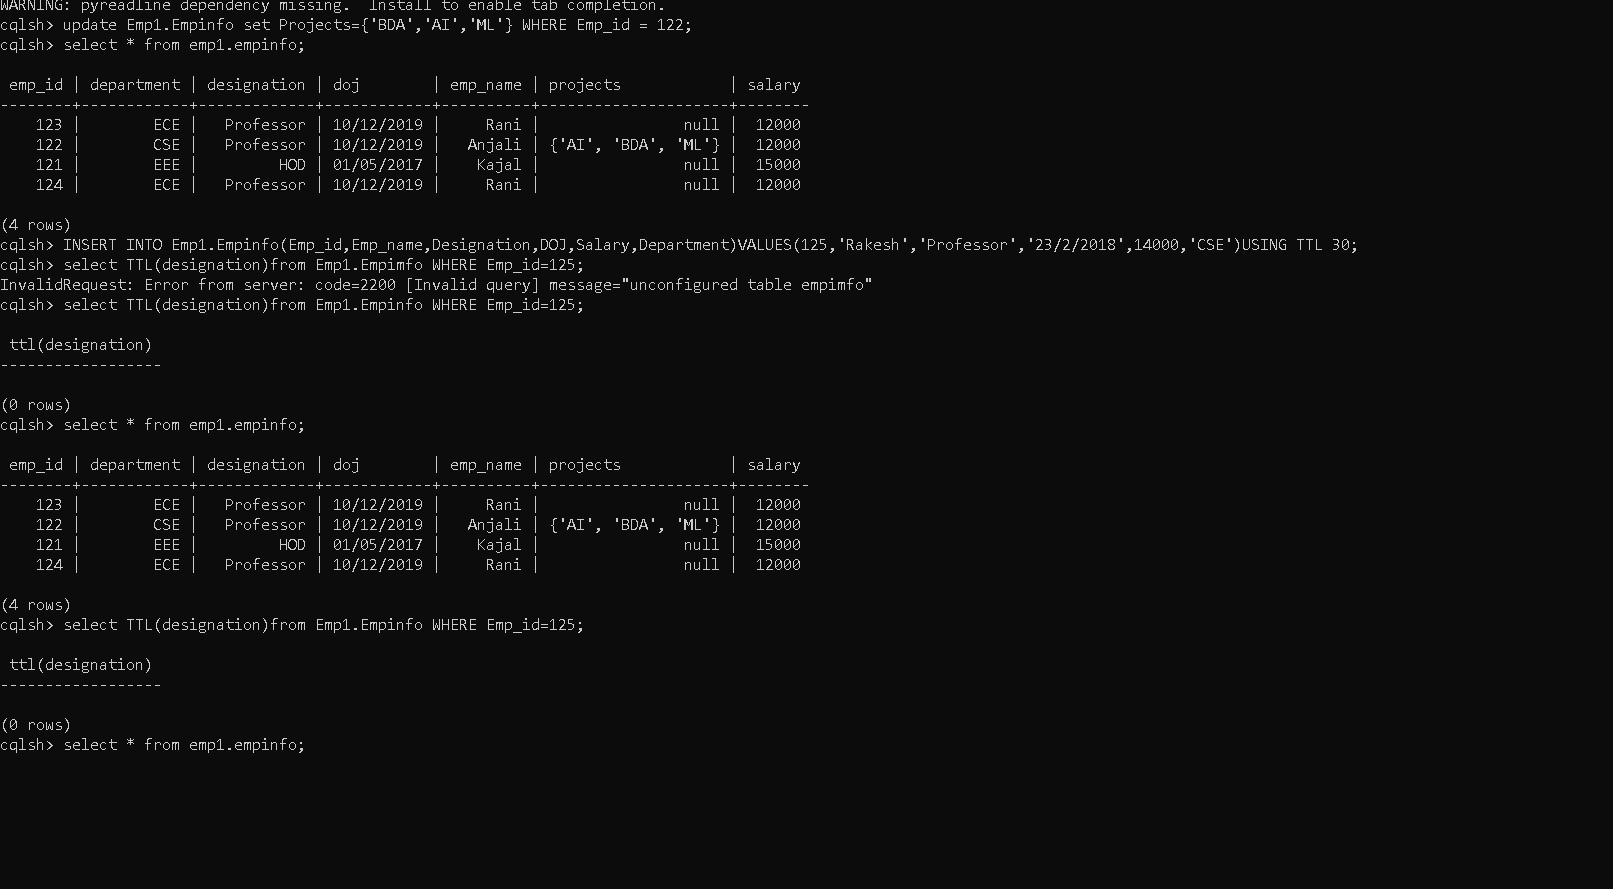 WARNING: pyreadline dependency missing.  Install to enable tab completion.
cqlsh> update Emp1.Empinfo set Projects={'BDA','AI','ML'} WHERE Emp_id = 122;
cqlsh> select * from emp1.empinfo;
 emp_id | department | designation | doj        | emp_name | projects            | salary
--------+------------+-------------+------------+----------+---------------------+--------
    123 |        ECE |   Professor | 10/12/2019 |     Rani |                null |  12000
    122 |        CSE |   Professor | 10/12/2019 |   Anjali | {'AI', 'BDA', 'ML'} |  12000
    121 |        EEE |         HOD | 01/05/2017 |    Kajal |                null |  15000
    124 |        ECE |   Professor | 10/12/2019 |     Rani |                null |  12000
(4 rows)
cqlsh> INSERT INTO Emp1.Empinfo(Emp_id,Emp_name,Designation,DOJ,Salary,Department)VALUES(125,'Rakesh','Professor','23/2/2018',14000,'CSE')USING TTL 30;
cqlsh> select TTL(designation)from Emp1.Empimfo WHERE Emp_id=125;
InvalidRequest: Error from server: code=2200 [Invalid query] message="unconfigured table empimfo"
cqlsh> select TTL(designation)from Emp1.Empinfo WHERE Emp_id=125;
 ttl(designation)
------------------
(0 rows)
cqlsh> select * from emp1.empinfo;
 emp_id | department | designation | doj        | emp_name | projects            | salary
--------+------------+-------------+------------+----------+---------------------+--------
    123 |        ECE |   Professor | 10/12/2019 |     Rani |                null |  12000
    122 |        CSE |   Professor | 10/12/2019 |   Anjali | {'AI', 'BDA', 'ML'} |  12000
    121 |        EEE |         HOD | 01/05/2017 |    Kajal |                null |  15000
    124 |        ECE |   Professor | 10/12/2019 |     Rani |                null |  12000
(4 rows)
cqlsh> select TTL(designation)from Emp1.Empinfo WHERE Emp_id=125;
 ttl(designation)
------------------
(0 rows)
cqlsh> select * from emp1.empinfo;